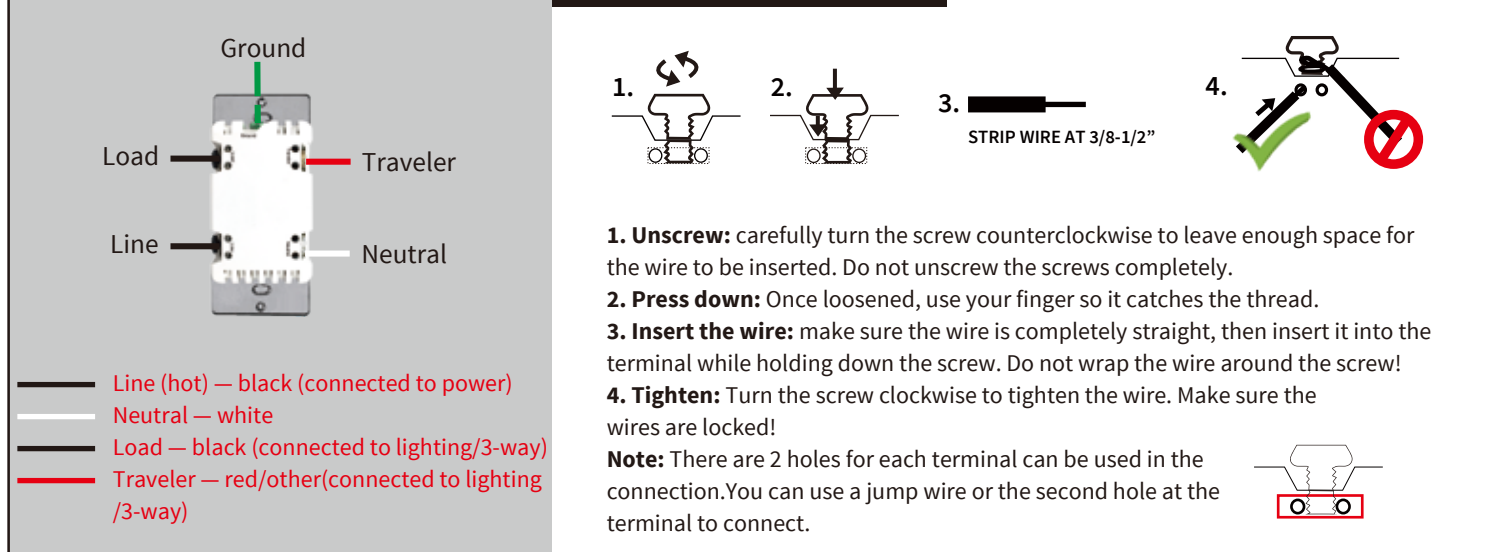 Ground
Load
Traveler
Line
Neutral
Line (hot) — black (connected to power)
Neutral — white
Load — black (connected to lighting/3-way)
Traveler — red/other(connected to lighting
/3-way)
1.
2.
3.
STRIP WIRE AT 3/8-1/2”
4.
1. Unscrew: carefully turn the screw counterclockwise to leave enough space for
the wire to be inserted. Do not unscrew the screws completely.
2. Press down: Once loosened, use your finger so it catches the thread.
3. Insert the wire: make sure the wire is completely straight, then insert it into the
terminal while holding down the screw. Do not wrap the wire around the screw!
4. Tighten: Turn the screw clockwise to tighten the wire. Make sure the
wires are locked!
Note: There are 2 holes for each terminal can be used in the
connection.You can use a jump wire or the second hole at the
terminal to connect.